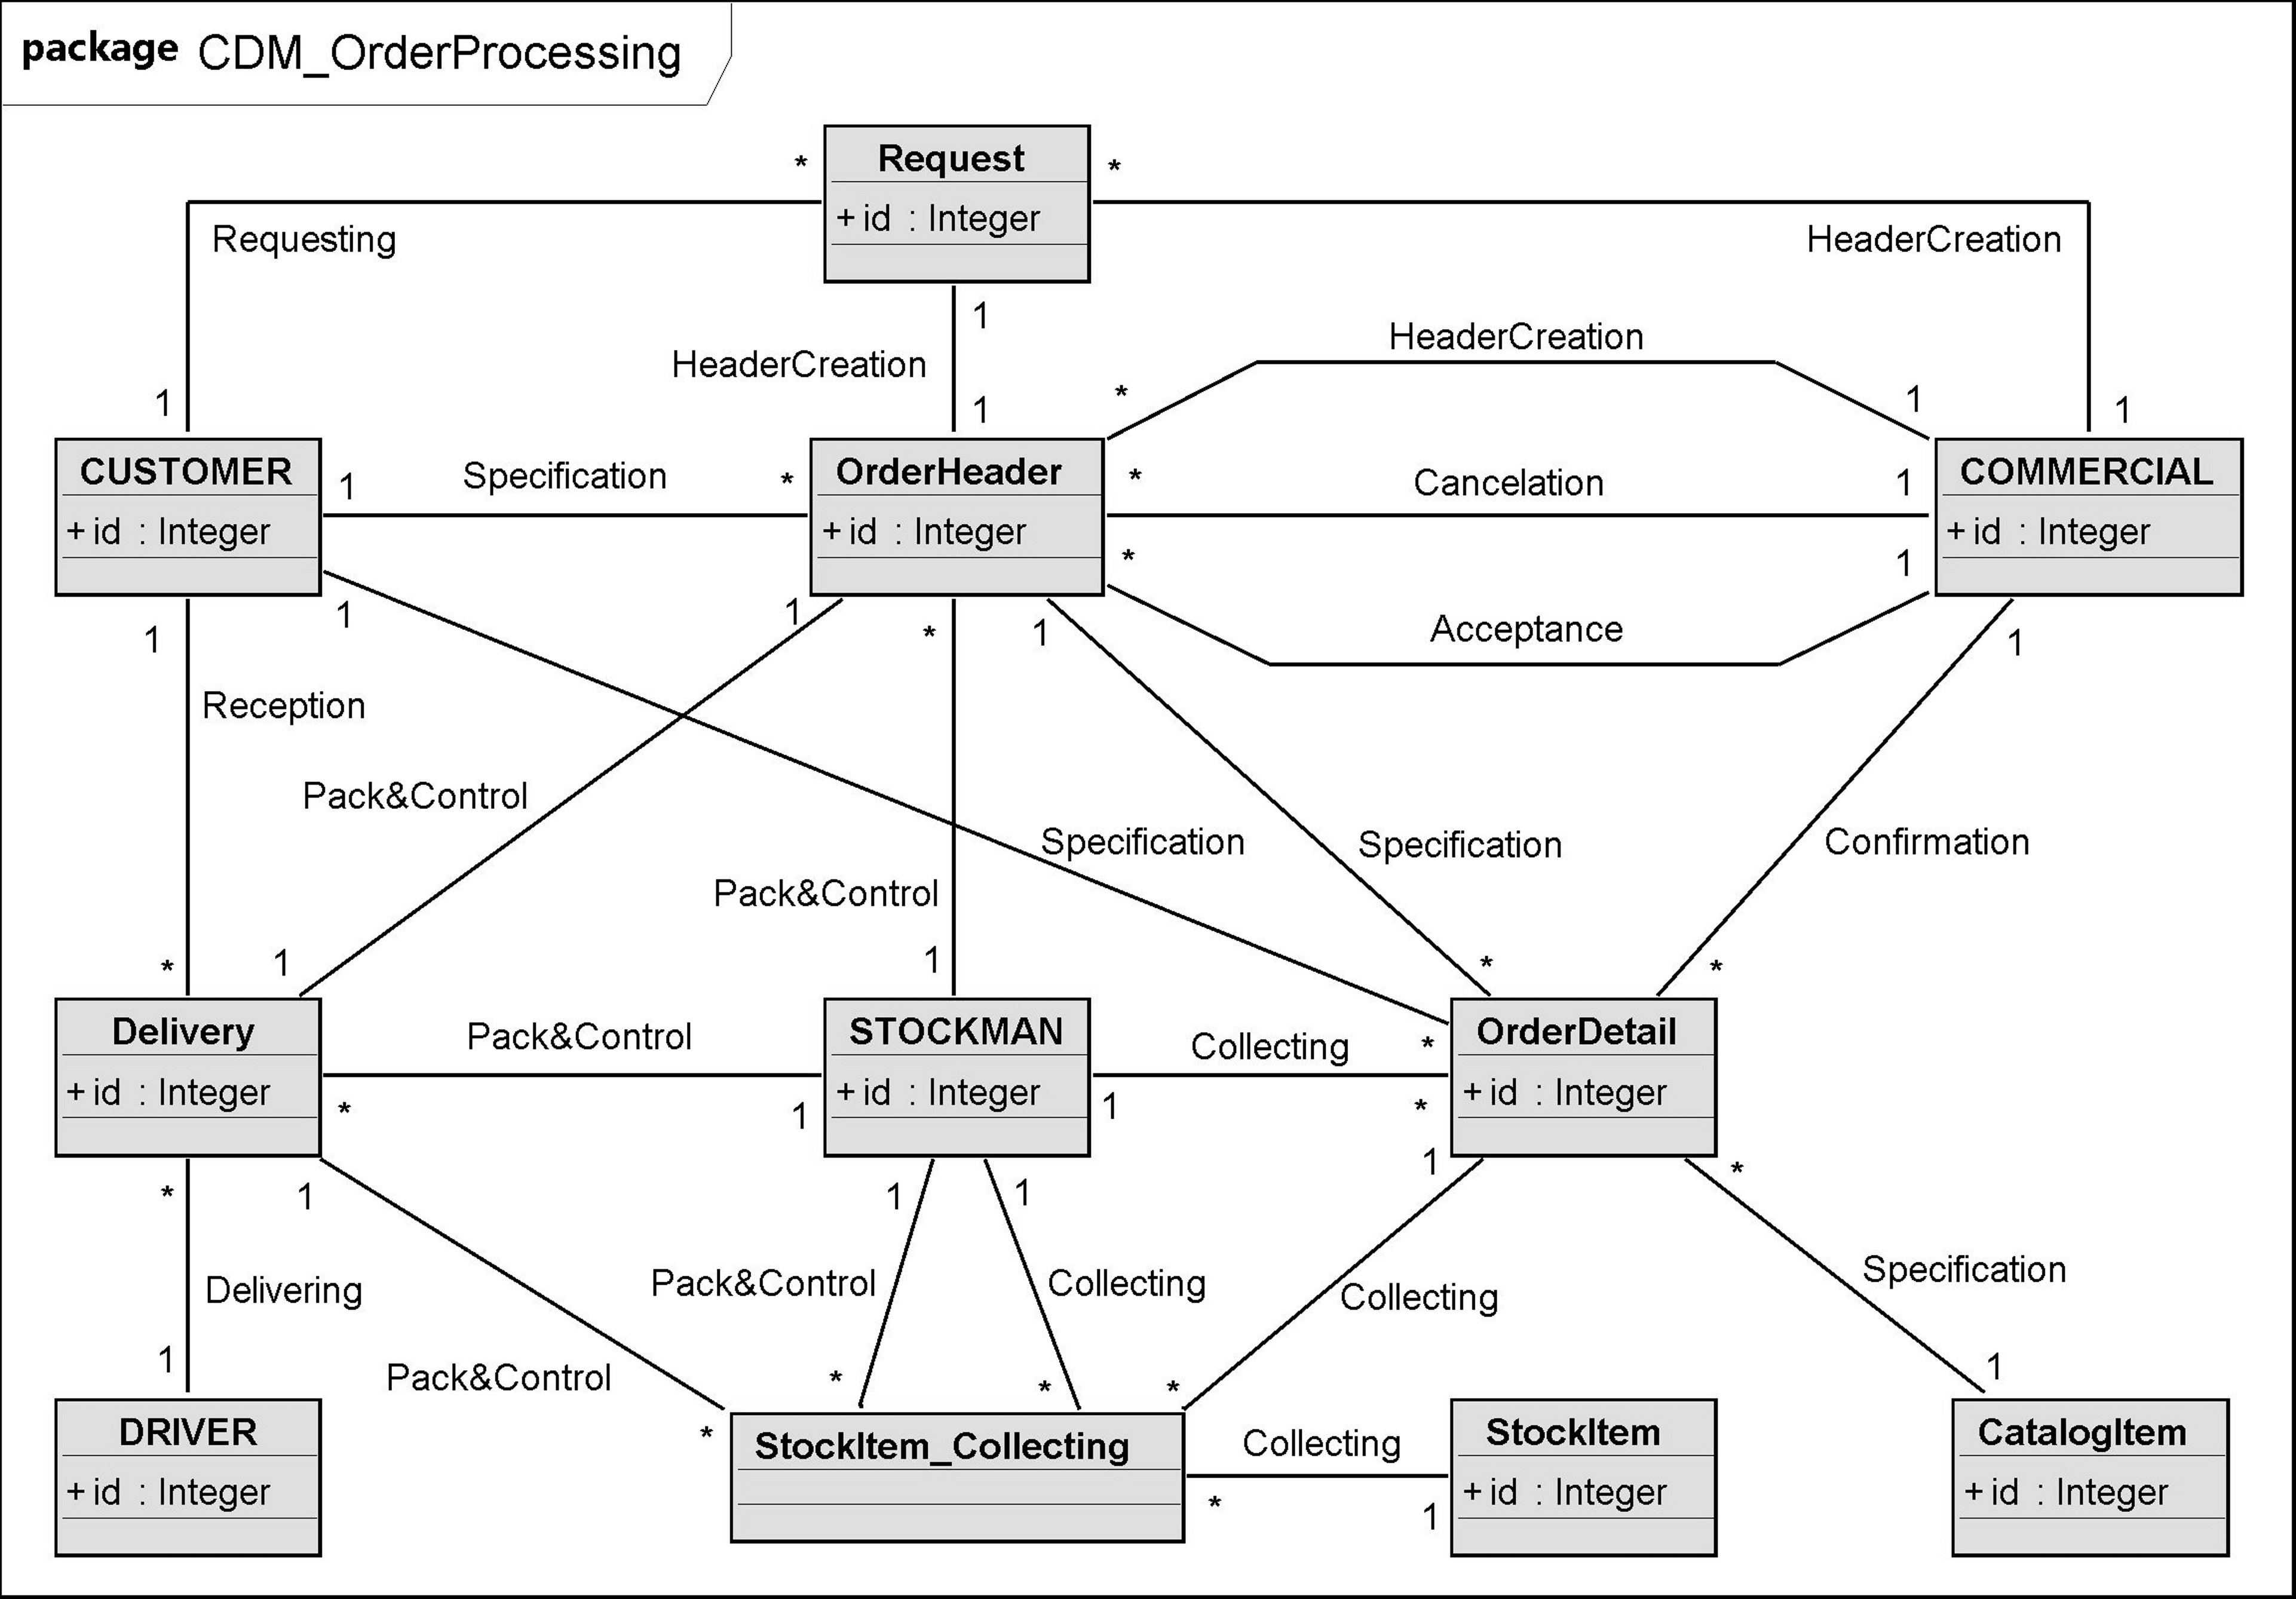 package CDM_OrderProcessing
* Request *
+ id : Integer
Requesting HeaderCreation
1
HeaderCreation
HeaderCreation
* 1
1 1 1
CUSTOMER
+ id : Integer
1 Specification *
OrderHeader
+ id : Integer
* Cancelation 1
COMMERCIAL
+ id : Integer
* 1
Acceptance
1 1 1 * 1 1
Reception
Pack&Control
Specification Specification Confirmation
Pack&Control
* 1 1 * *
Delivery
+ id : Integer
Pack&Control
* 1
STOCKMAN
+ id : Integer
Collecting *
1 *
OrderDetail
+ id : Integer
* 1 1 1 1 *
Delivering Pack&Control Collecting Collecting Specification
1 Pack&Control * * * 1
DRIVER
+ id : Integer
*
StockItem_Collecting
Collecting
* 1
StockItem
+ id : Integer
CatalogItem
+ id : Integer